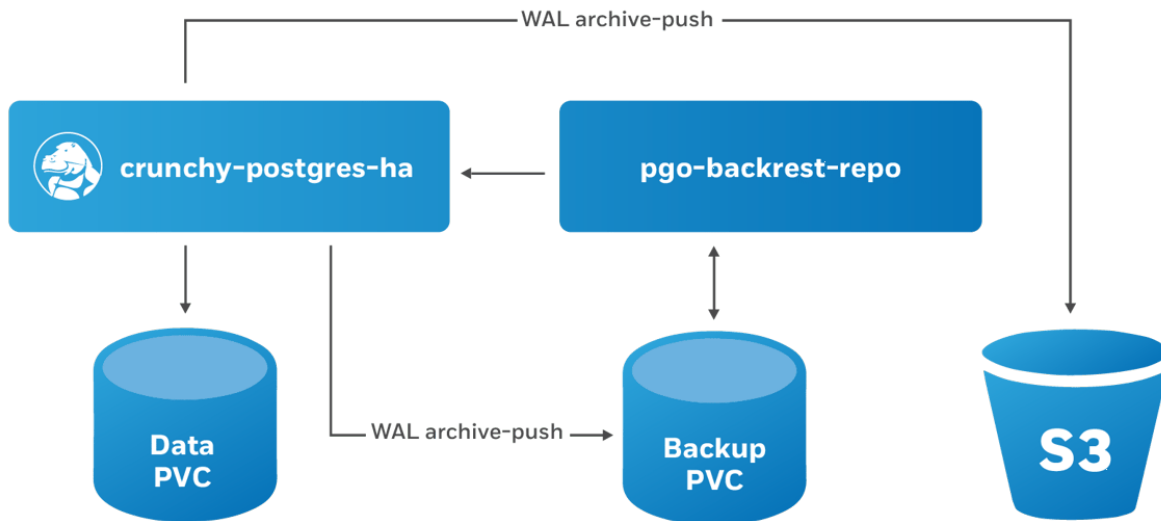 WAL archive-push
crunchy-postgres-ha
pgo-backrest-repo
WAL archive-push
Data
PVC
Backup
PVC
S3